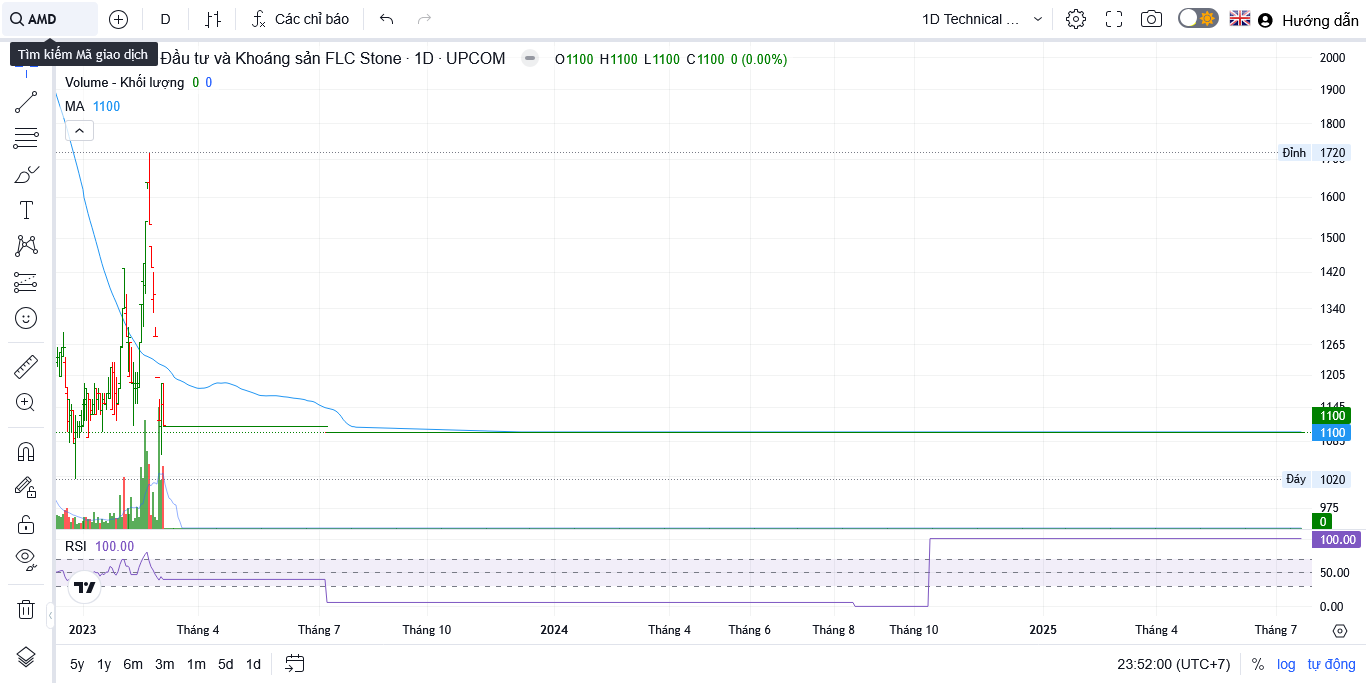 AMD D Các chỉ báo 1D Technical ... Hướng dẫn
Tìm kiếm Mã giao dịch
Đầu tư và Khoáng sản FLC Stone · 1D · UPCOM O1100 H1100 L1100 C1100 0 (0.00%)
Volume - Khối lượng 0 0
MA 1100
2000
1900
1800
Đỉnh 1720
1600
1500
1420
1340
1265
1205
1145
1100
1100
1085
Đáy 1020
975
0
RSI 100.00
100.00
50.00
0.00
2023 Tháng 4 Tháng 7 Tháng 10 2024 Tháng 4 Tháng 6 Tháng 8 Tháng 10 2025 Tháng 4 Tháng 7
5y 1y 6m 3m 1m 5d 1d 23:52:00 (UTC+7) % log tự động